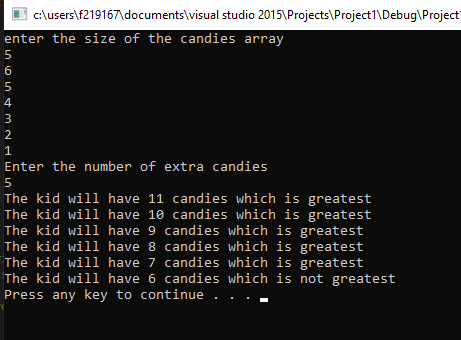 c:\users\f219167\documents\visual studio 2015\Projects\Project1\Debug\Project1
enter the size of the candies array
5
6
5
4
3
2
1
Enter the number of extra candies
5
The kid will have 11 candies which is greatest
The kid will have 10 candies which is greatest
The kid will have 9 candies which is greatest
The kid will have 8 candies which is greatest
The kid will have 7 candies which is greatest
The kid will have 6 candies which is not greatest
Press any key to continue . . .